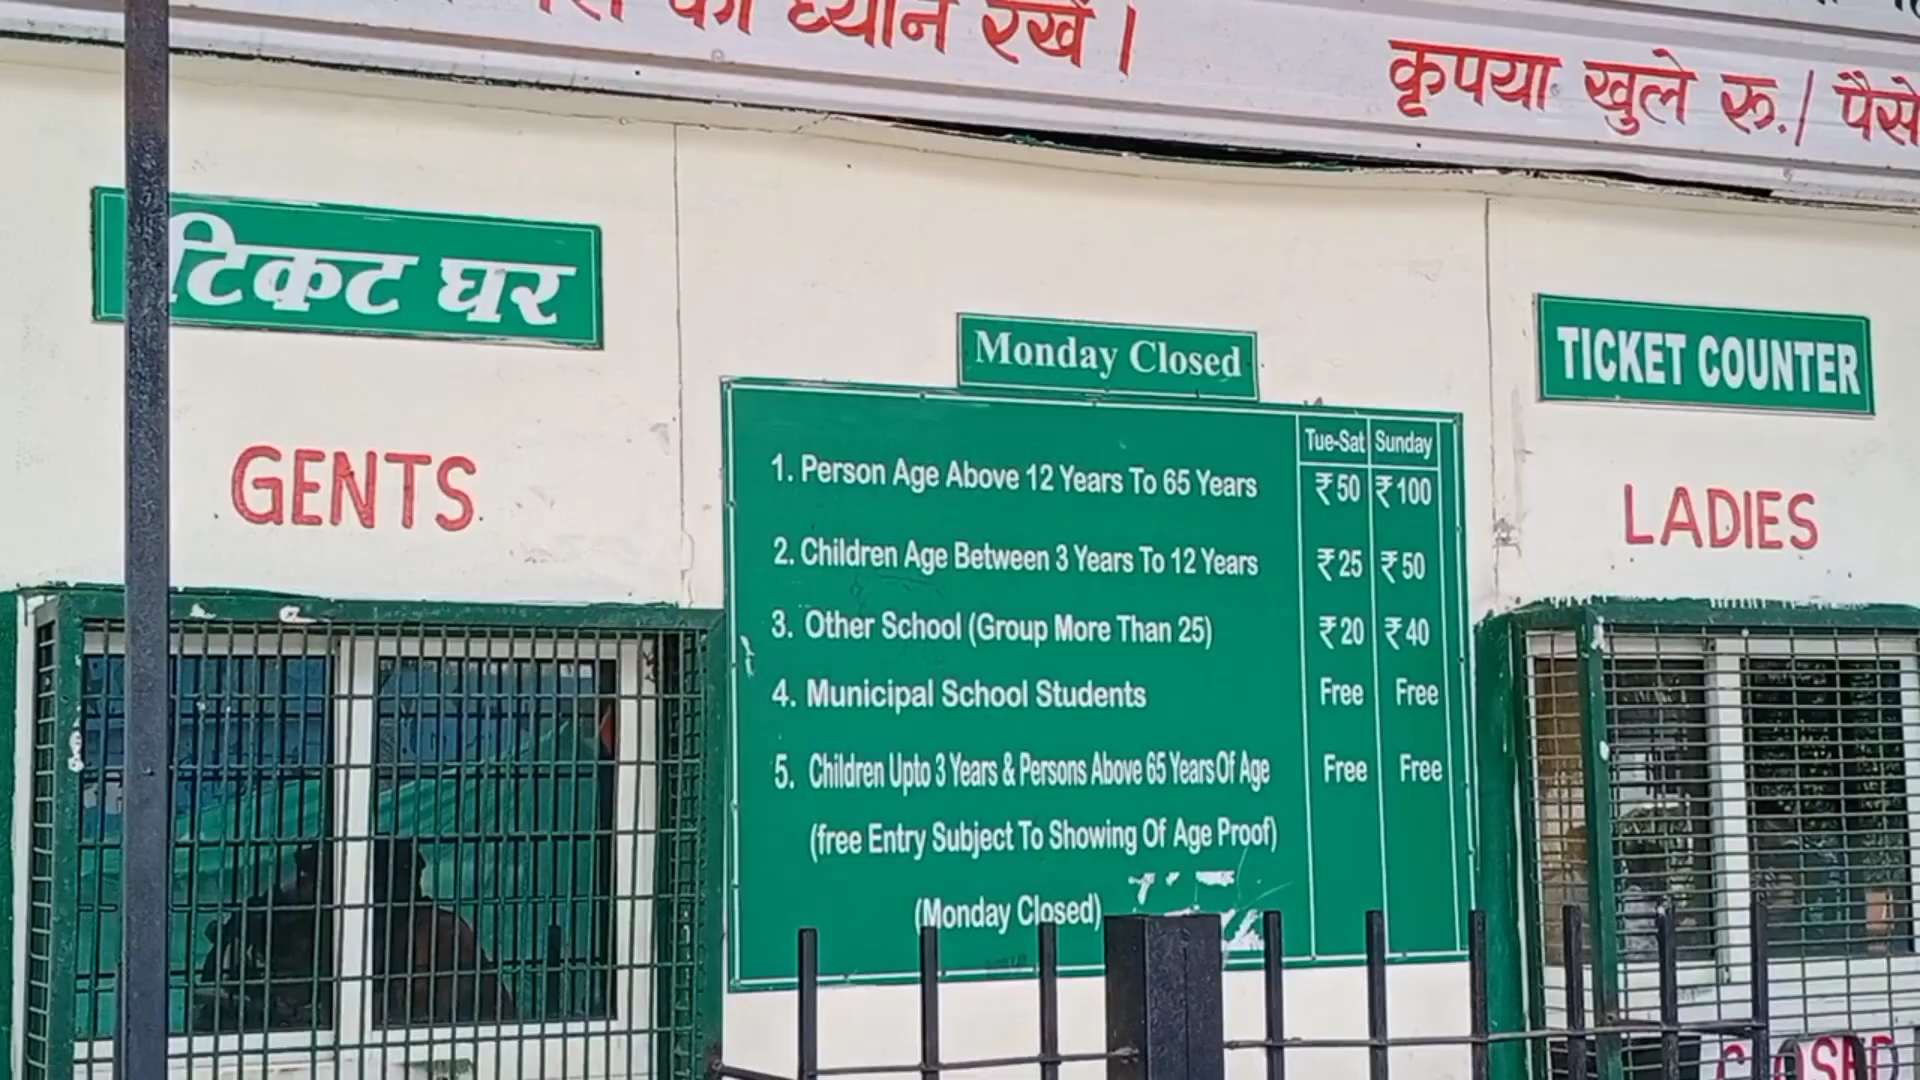 का ध्यान रखें।
कृपया खुले रू./ पैसे
टिकट घर
GENTS
Monday Closed
Tue-Sat Sunday
1. Person Age Above 12 Years To 65 Years ₹50 ₹100
2. Children Age Between 3 Years To 12 Years ₹25 ₹50
3. Other School (Group More Than 25) ₹20 ₹40
4. Municipal School Students Free Free
5. Children Upto 3 Years & Persons Above 65 Years Of Age Free Free
(free Entry Subject To Showing Of Age Proof)
(Monday Closed)
TICKET COUNTER
LADIES
CLOSED